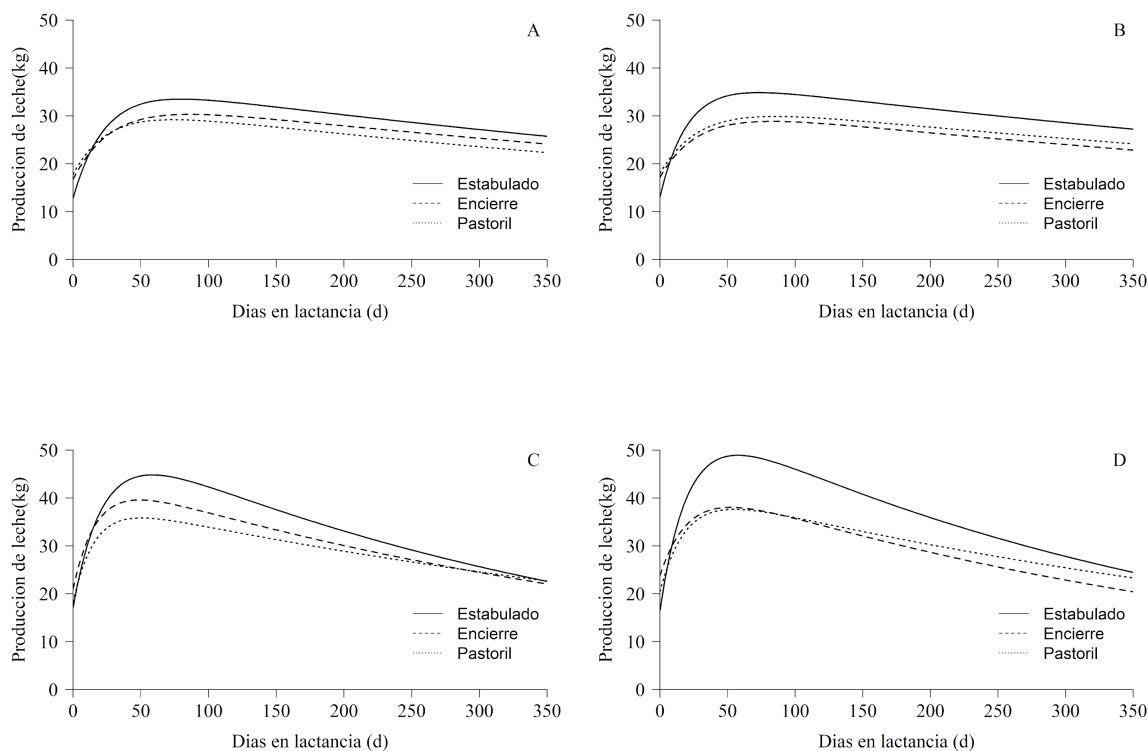 A
Produccion de leche(kg)
50
40
30
20
10
0
Estabulado
Encierre
Pastoril
0 50 100 150 200 250 300 350
Dias en lactancia (d)
B
Produccion de leche(kg)
50
40
30
20
10
0
Estabulado
Encierre
Pastoril
0 50 100 150 200 250 300 350
Dias en lactancia (d)
C
Produccion de leche(kg)
50
40
30
20
10
0
Estabulado
Encierre
Pastoril
0 50 100 150 200 250 300 350
Dias en lactancia (d)
D
Produccion de leche(kg)
50
40
30
20
10
0
Estabulado
Encierre
Pastoril
0 50 100 150 200 250 300 350
Dias en lactancia (d)